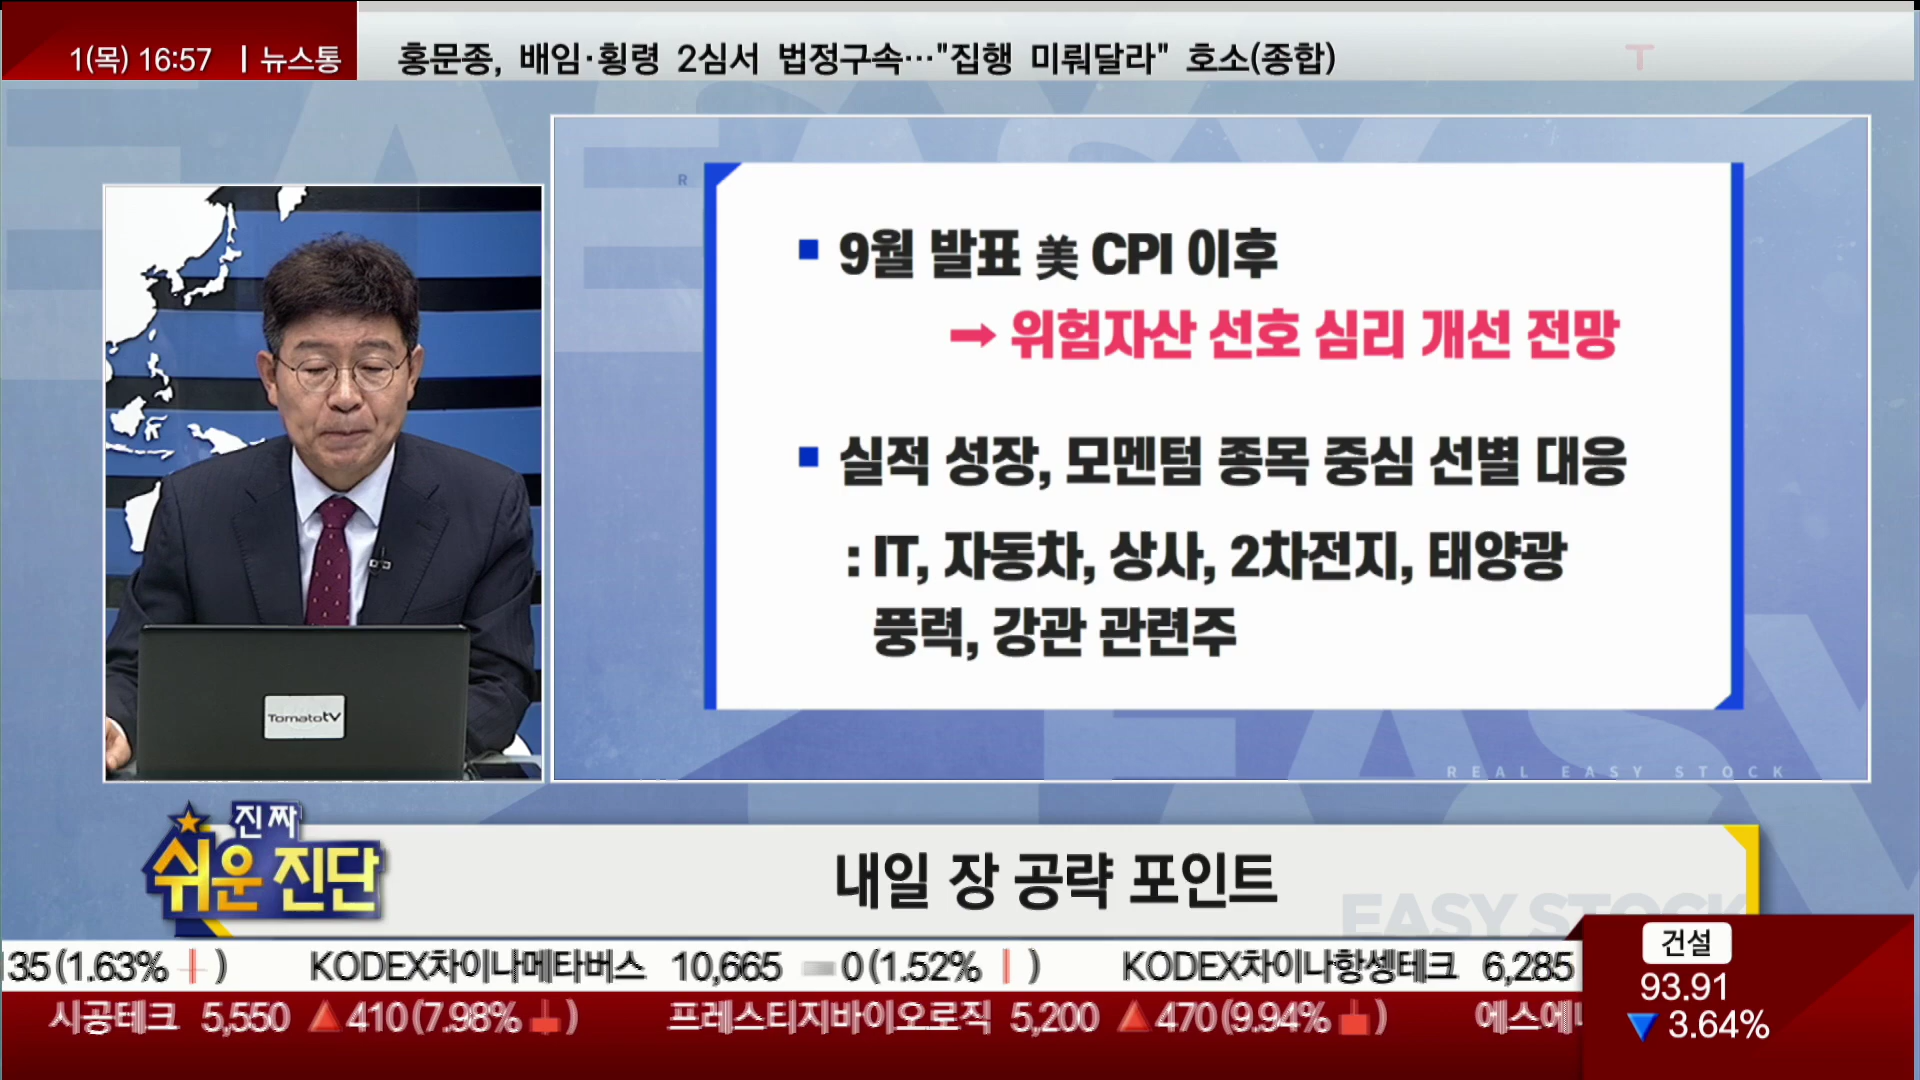 1(목) 16:57 | 뉴스통
홍문종, 배임·횡령 2심서 법정구속…"집행 미뤄달라" 호소(종합)
T
R
9월 발표 美 CPI 이후
➡ 위험자산 선호 심리 개선 전망
실적 성장, 모멘텀 종목 중심 선별 대응
: IT, 자동차, 상사, 2차전지, 태양광
풍력, 강관 관련주
TomatoTV
REAL EASY STOCK
진짜
쉬운 진단
내일 장 공략 포인트
EASY STOCK
35(1.63% ) KODEX차이나메타버스 10,665 0(1.52% ) KODEX차이나항셍테크 6,285
시공테크 5,550 ▲410(7.98% ) 프레스티지바이오로직 5,200 ▲470(9.94% ) 에스에
건설
93.91
▼ 3.64%